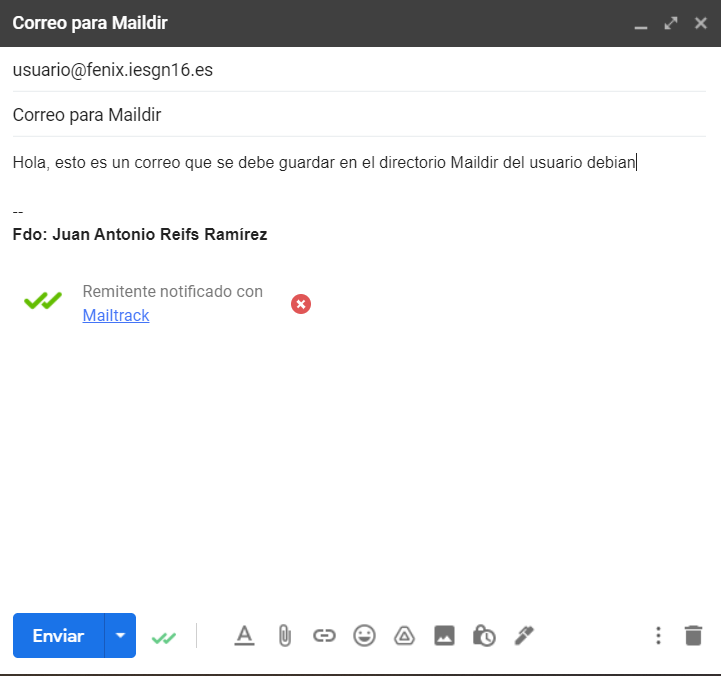 Correo para Maildir
usuario@fenix.iesgn16.es
Correo para Maildir
Hola, esto es un correo que se debe guardar en el directorio Maildir del usuario debian
--
Fdo: Juan Antonio Reifs Ramírez
Remitente notificado con
Mailtrack
Enviar